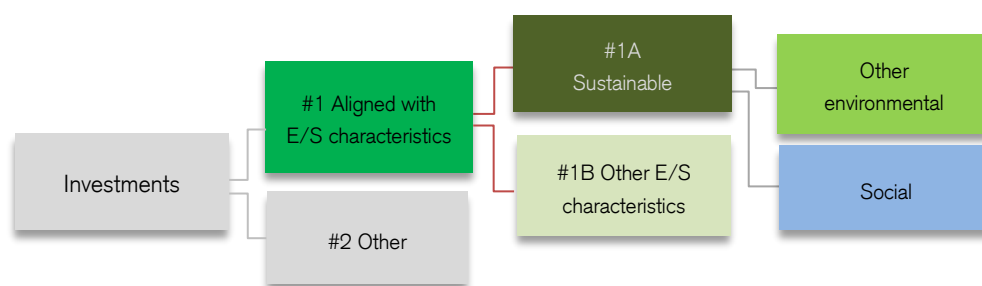 Investments
#1 Aligned with
E/S characteristics
#2 Other
#1A
Sustainable
#1B Other E/S
characteristics
Other
environmental
Social